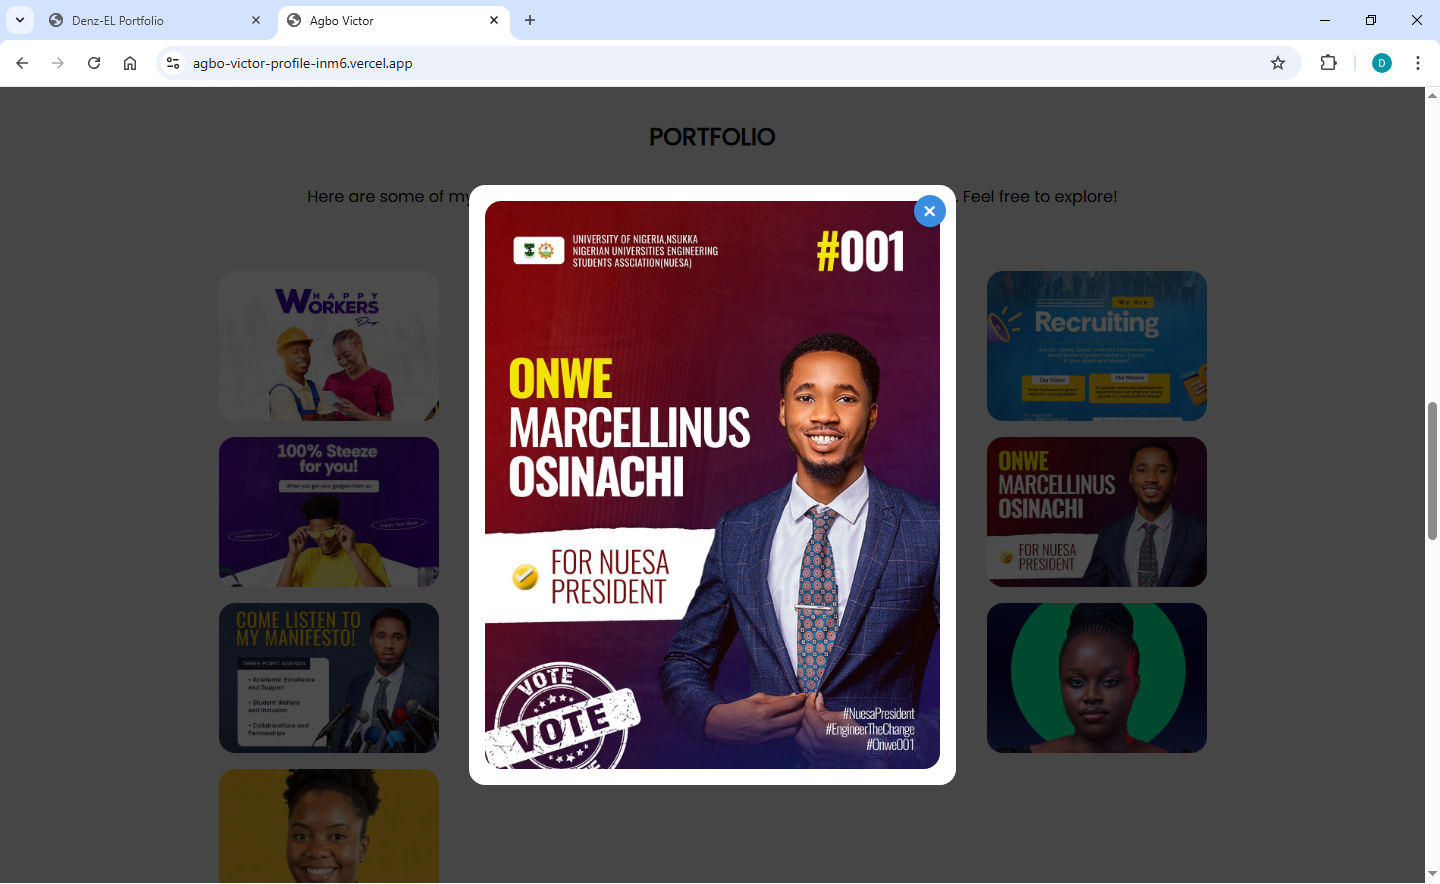 Denz-EL Portfolio
Agbo Victor
agbo-victor-profile-inm6.vercel.app
D
PORTFOLIO
Here are some of my
. Feel free to explore!
UNIVERSITY OF NIGERIA,NSUKKA
NIGERIAN UNIVERSITIES ENGINEERING
STUDENTS ASSCIATION(NUESA)
#001
ONWE
MARCELLINUS
OSINACHI
FOR NUESA
PRESIDENT
VOTE
VOTE
#NuesaPresident
#EngineerTheChange
#Onwe001
HAPPY
WORKERS
Day
100% Steeze
for you!
When you get your gadgets from us
Happy New Week
COME LISTEN TO
MY MANIFESTO!
THREE POINT AGENDA
• Academic Excellence
and Support
• Student Welfare
and Inclusion
• Collaborations and
Partnerships
We Are
Recruiting
Our Vision
Our Mission
ONWE
MARCELLINUS
OSINACHI
FOR NUESA
PRESIDENT